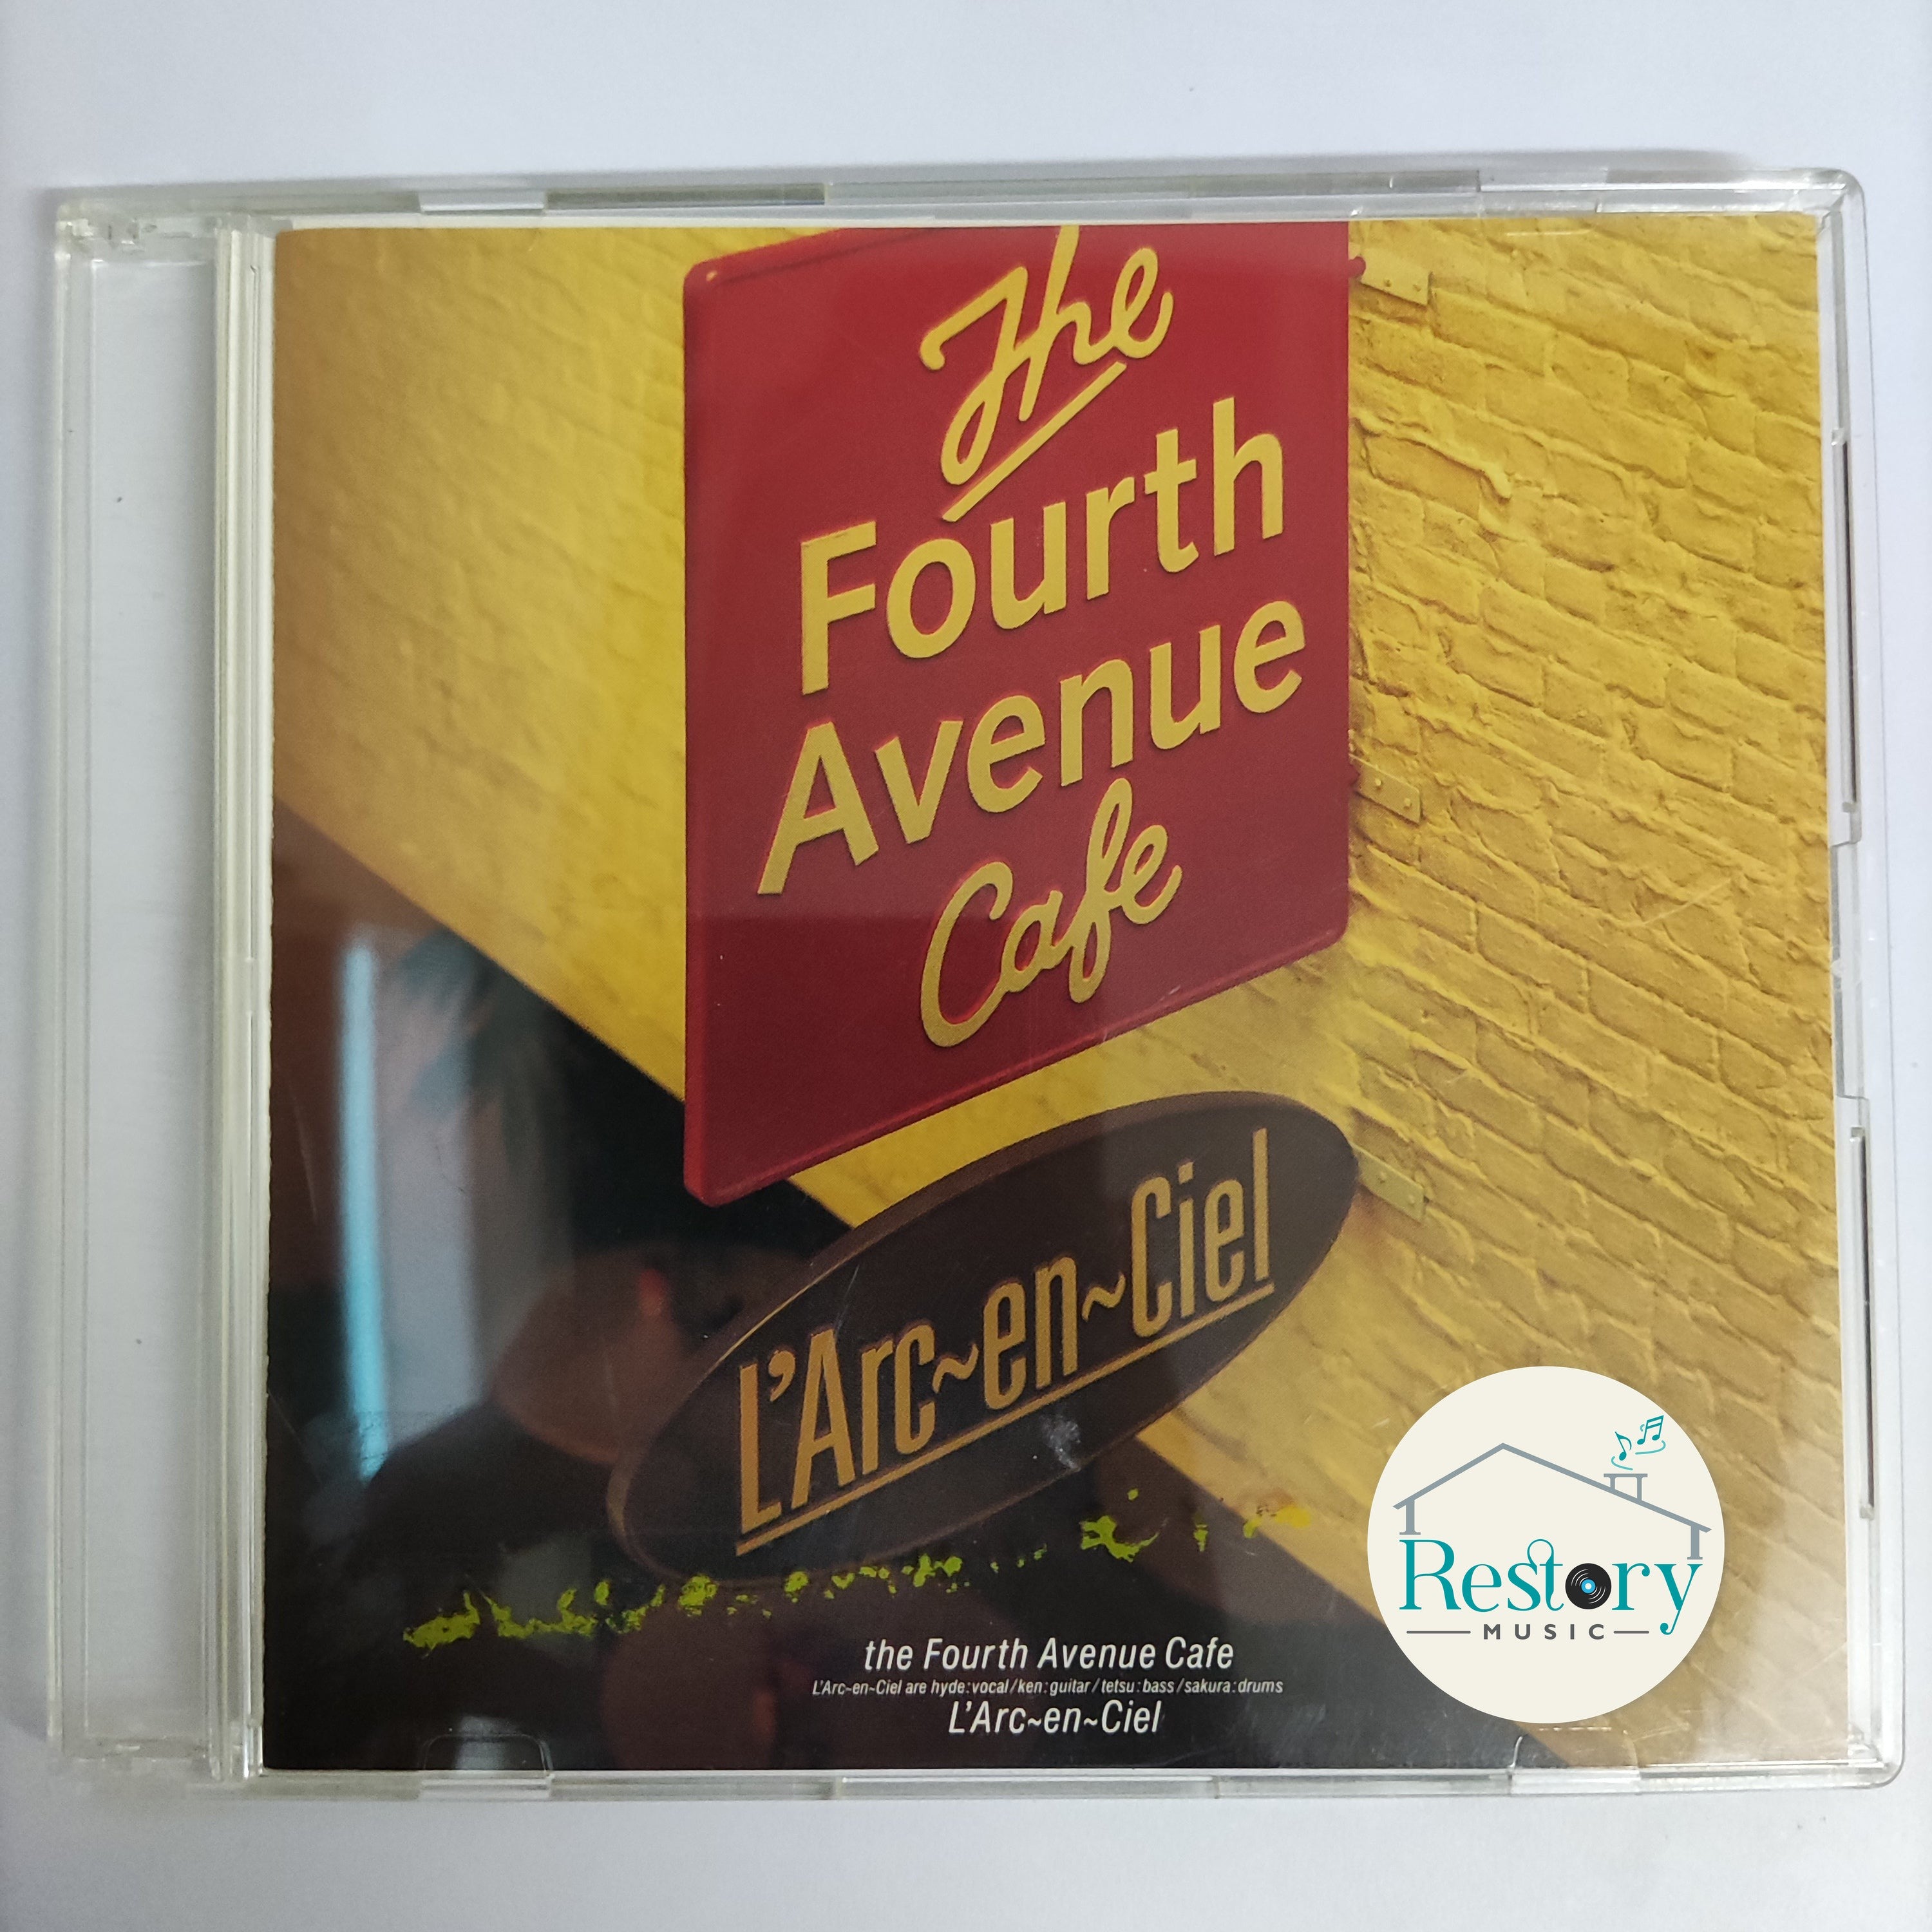 The
Fourth
Avenue
Cafe
L'Arc~en~Ciel
the Fourth Avenue Cafe
L'Arc~en~Ciel are hyde:vocal/ken:guitar/tetsu:bass/sakura:drums
L'Arc~en~Ciel
Restory
MUSIC